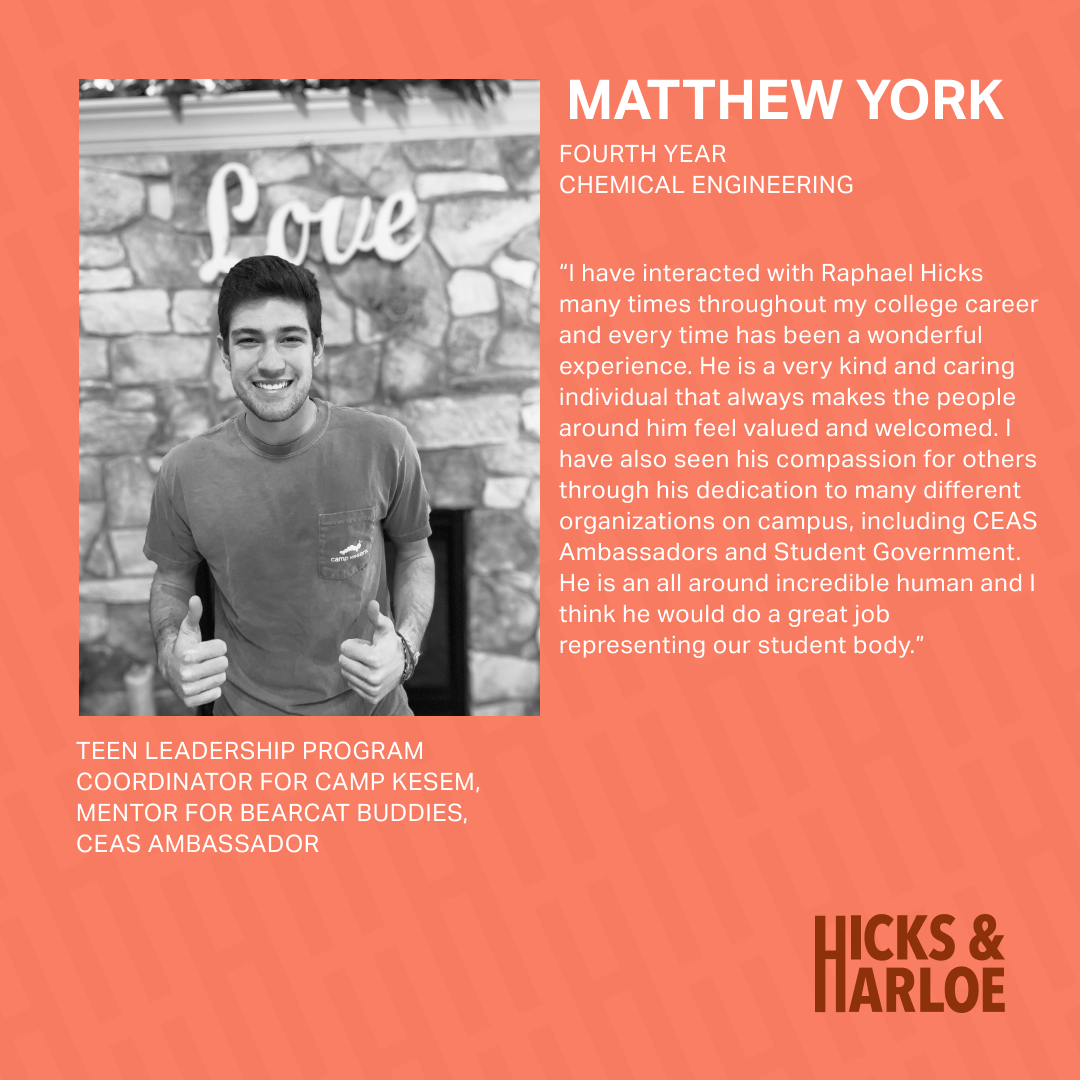 MATTHEW YORK
FOURTH YEAR
CHEMICAL ENGINEERING
Love
camp kesem
“I have interacted with Raphael Hicks
many times throughout my college career
and every time has been a wonderful
experience. He is a very kind and caring
individual that always makes the people
around him feel valued and welcomed. I
have also seen his compassion for others
through his dedication to many different
organizations on campus, including CEAS
Ambassadors and Student Government.
He is an all around incredible human and I
think he would do a great job
representing our student body.”
TEEN LEADERSHIP PROGRAM
COORDINATOR FOR CAMP KESEM,
MENTOR FOR BEARCAT BUDDIES,
CEAS AMBASSADOR
HICKS &
HARLOE